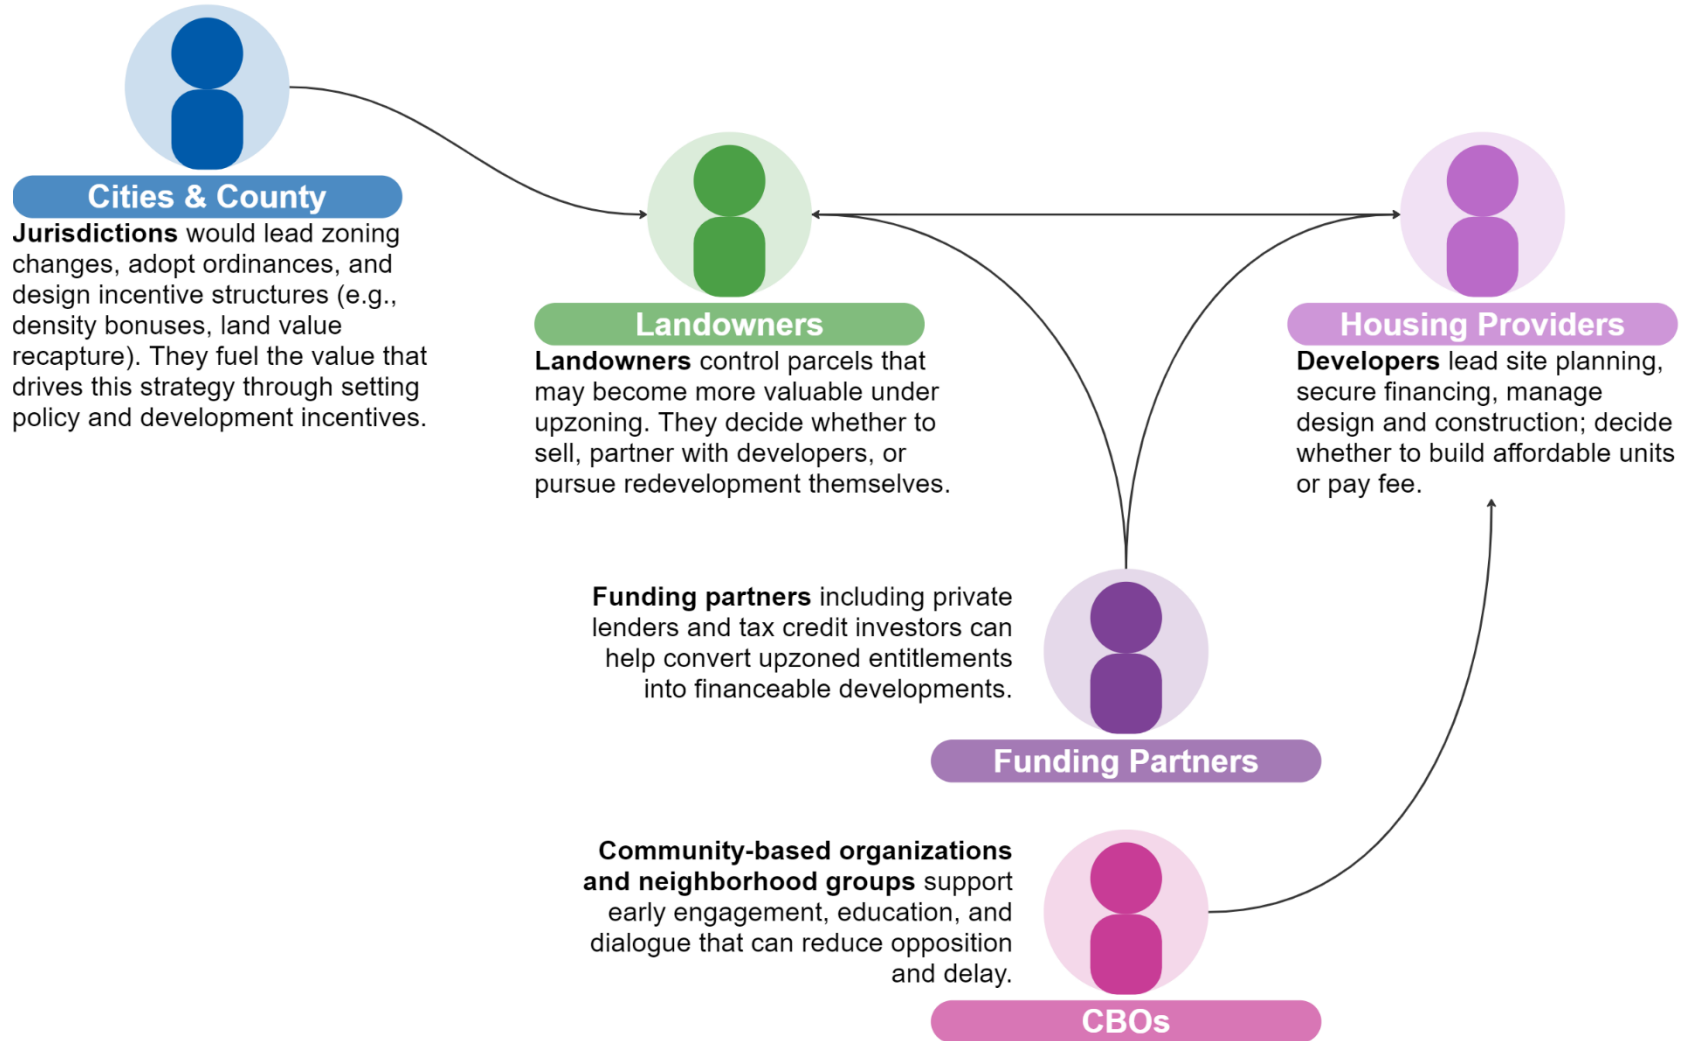 Cities & County
Jurisdictions would lead zoning
changes, adopt ordinances, and
design incentive structures (e.g.,
density bonuses, land value
recapture). They fuel the value that
drives this strategy through setting
policy and development incentives.
Landowners
Landowners control parcels that
may become more valuable under
upzoning. They decide whether to
sell, partner with developers, or
pursue redevelopment themselves.
Housing Providers
Developers lead site planning,
secure financing, manage
design and construction; decide
whether to build affordable units
or pay fee.
Funding partners including private
lenders and tax credit investors can
help convert upzoned entitlements
into financeable developments.
Funding Partners
Community-based organizations
and neighborhood groups support
early engagement, education, and
dialogue that can reduce opposition
and delay.
CBOs